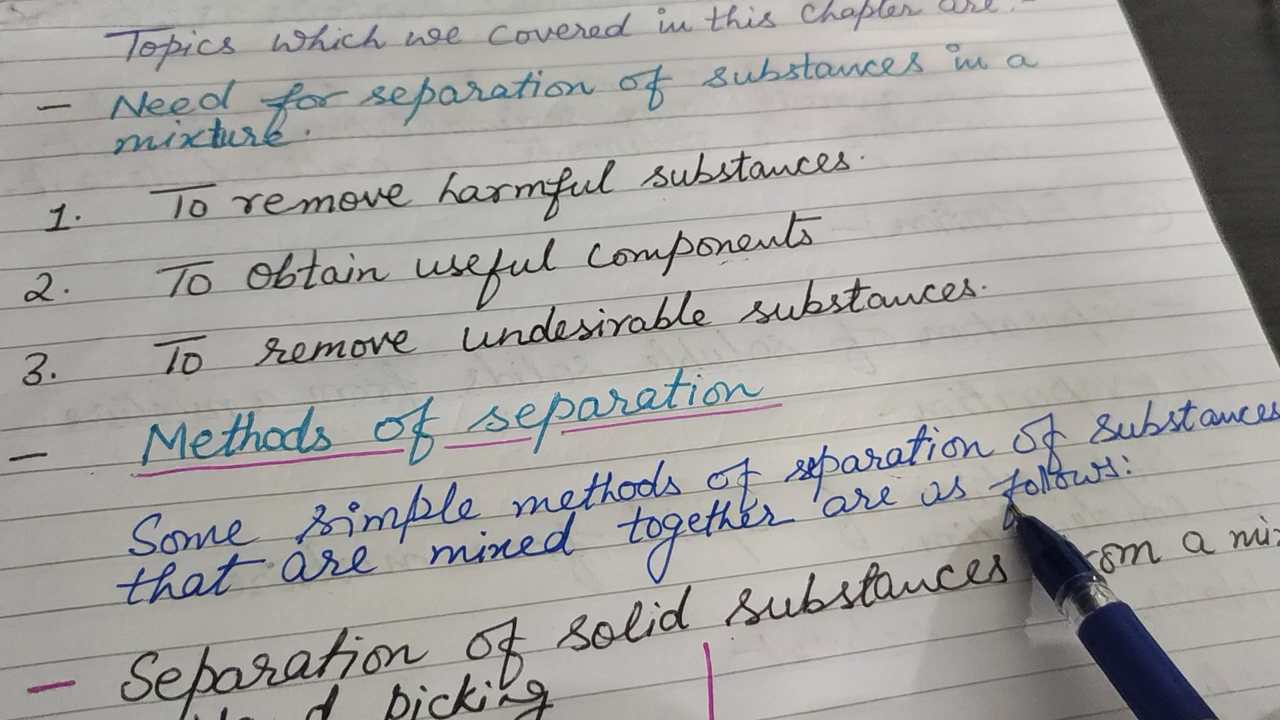 Topics which we covered in this chapter are:-
- Need for separation of substances in a
mixture.
1. To remove harmful substances.
2. To obtain useful components
3. To remove undesirable substances.
- Methods of separation
Some simple methods of separation of substances
that are mixed together are as follows:
- Separation of solid substances from a
picking